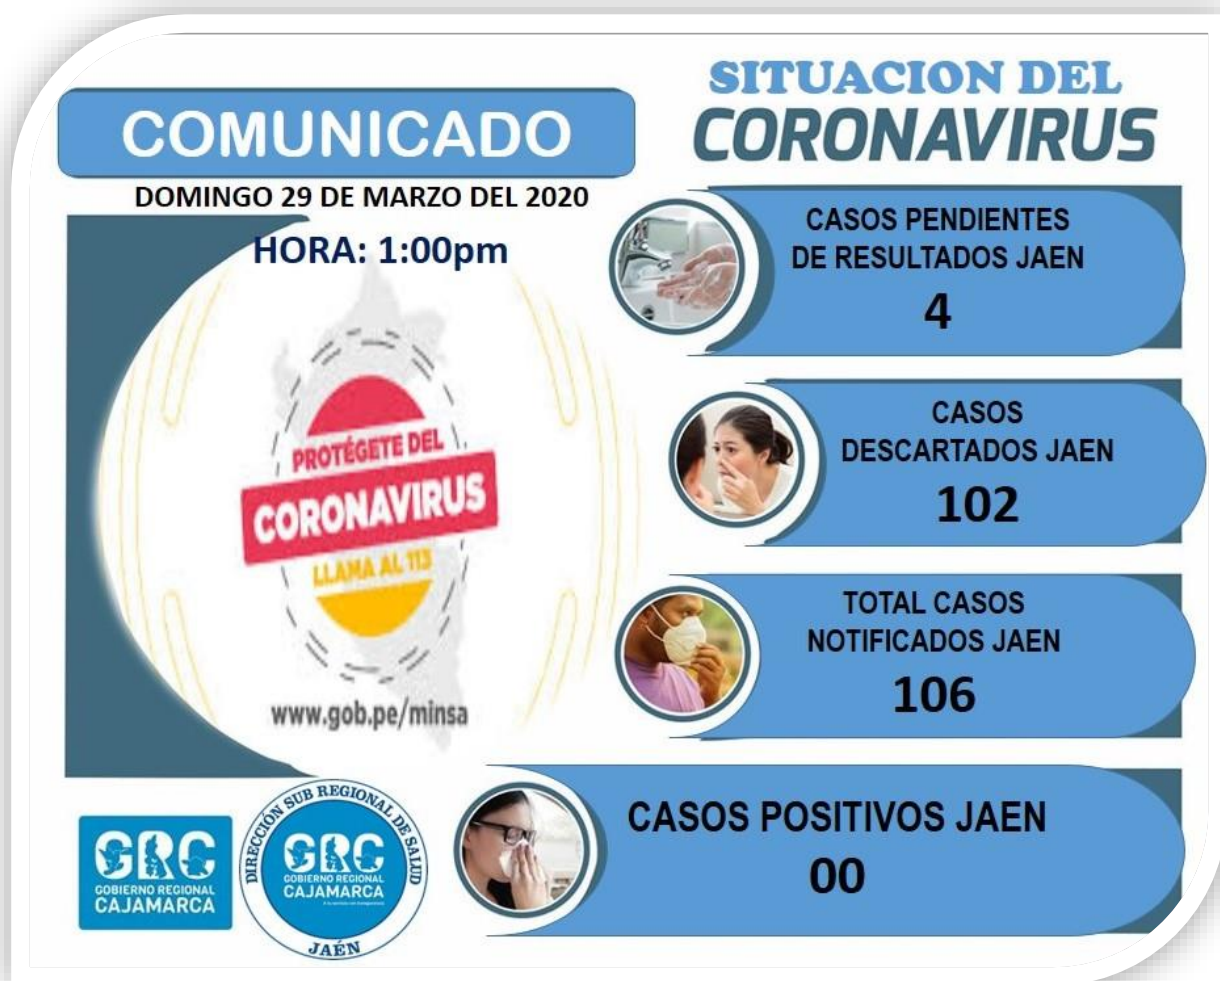 COMUNICADO
DOMINGO 29 DE MARZO DEL 2020
HORA: 1:00pm
PROTÉGETE DEL
CORONAVIRUS
LLAMA AL 113
www.gob.pe/minsa
GRC
GOBIERNO REGIONAL
CAJAMARCA
DIRECCIÓN SUB REGIONAL DE SALUD
GRC
GOBIERNO REGIONAL
CAJAMARCA
JAÉN
SITUACION DEL
CORONAVIRUS
CASOS PENDIENTES
DE RESULTADOS JAEN
4
CASOS
DESCARTADOS JAEN
102
TOTAL CASOS
NOTIFICADOS JAEN
106
CASOS POSITIVOS JAEN
00